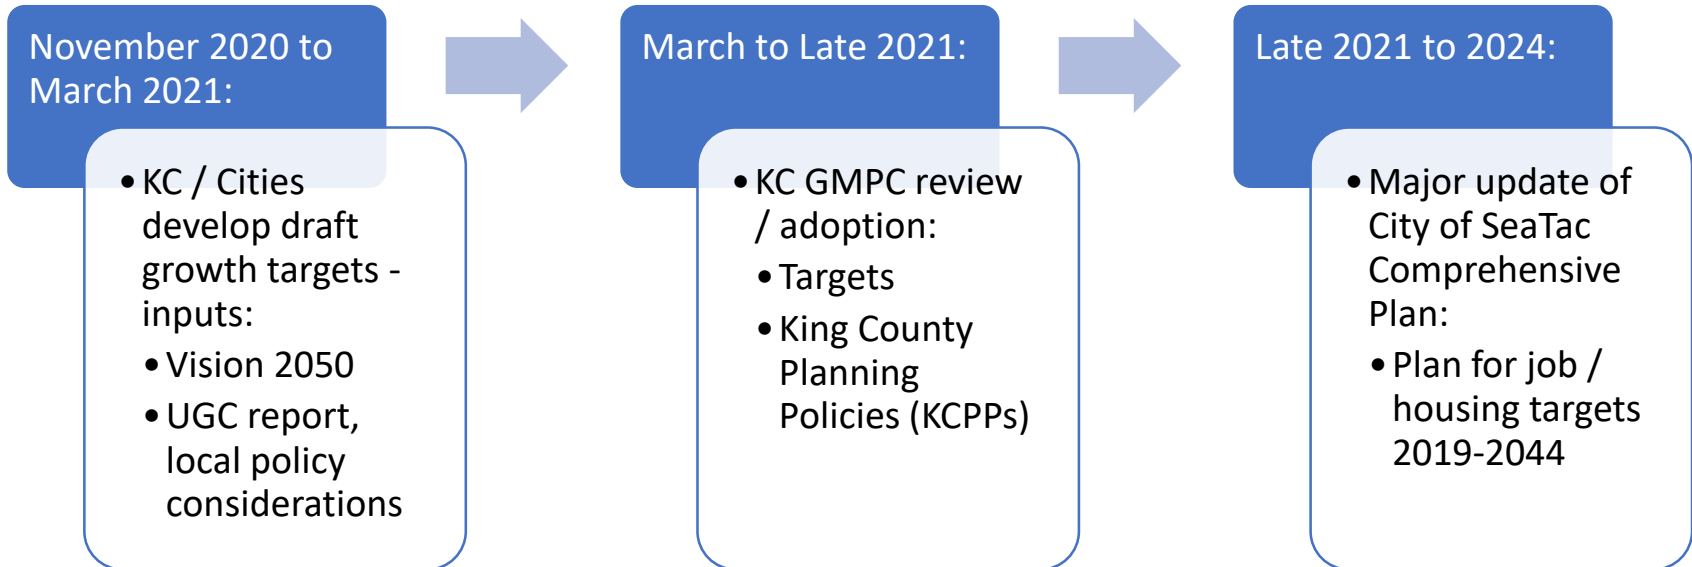 November 2020 to
March 2021:
• KC / Cities
develop draft
growth targets -
inputs:
• Vision 2050
• UGC report,
local policy
considerations
March to Late 2021:
• KC GMPC review
/ adoption:
• Targets
• King County
Planning
Policies (KCPPs)
Late 2021 to 2024:
• Major update of
City of SeaTac
Comprehensive
Plan:
• Plan for job /
housing targets
2019-2044